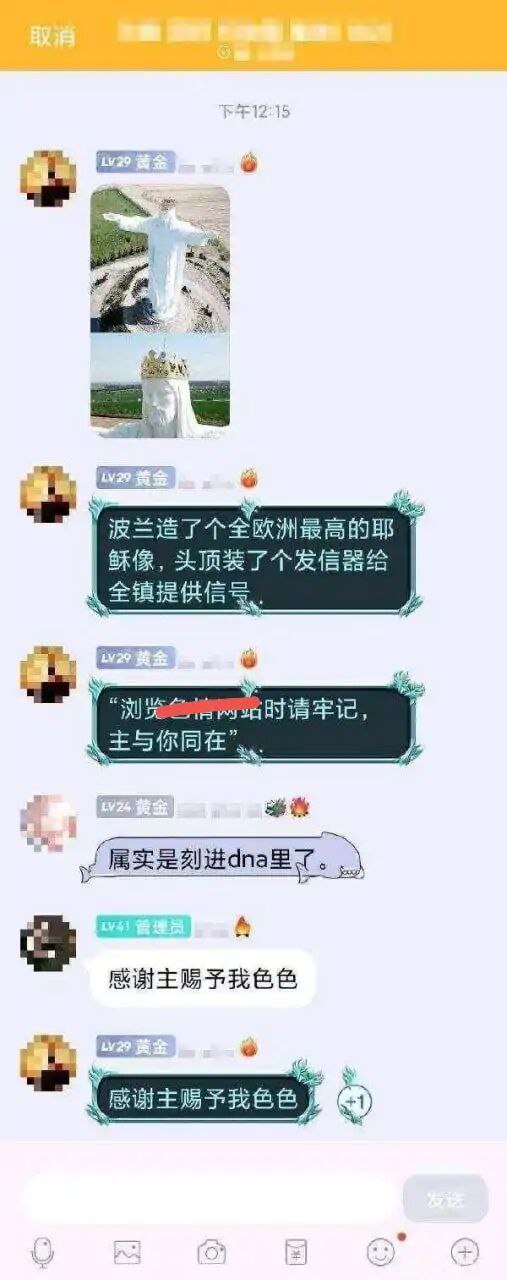 取消
下午12:15
LV29 黄金
LV29 黄金
波兰造了个全欧洲最高的耶
稣像，头顶装了个发信器给
全镇提供信号
LV29 黄金
“浏览色情网站时请牢记，
主与你同在”
LV24 黄金
属实是刻进dna里了。
LV41 管理员
感谢主赐予我色色
LV29 黄金
感谢主赐予我色色
+1
发送